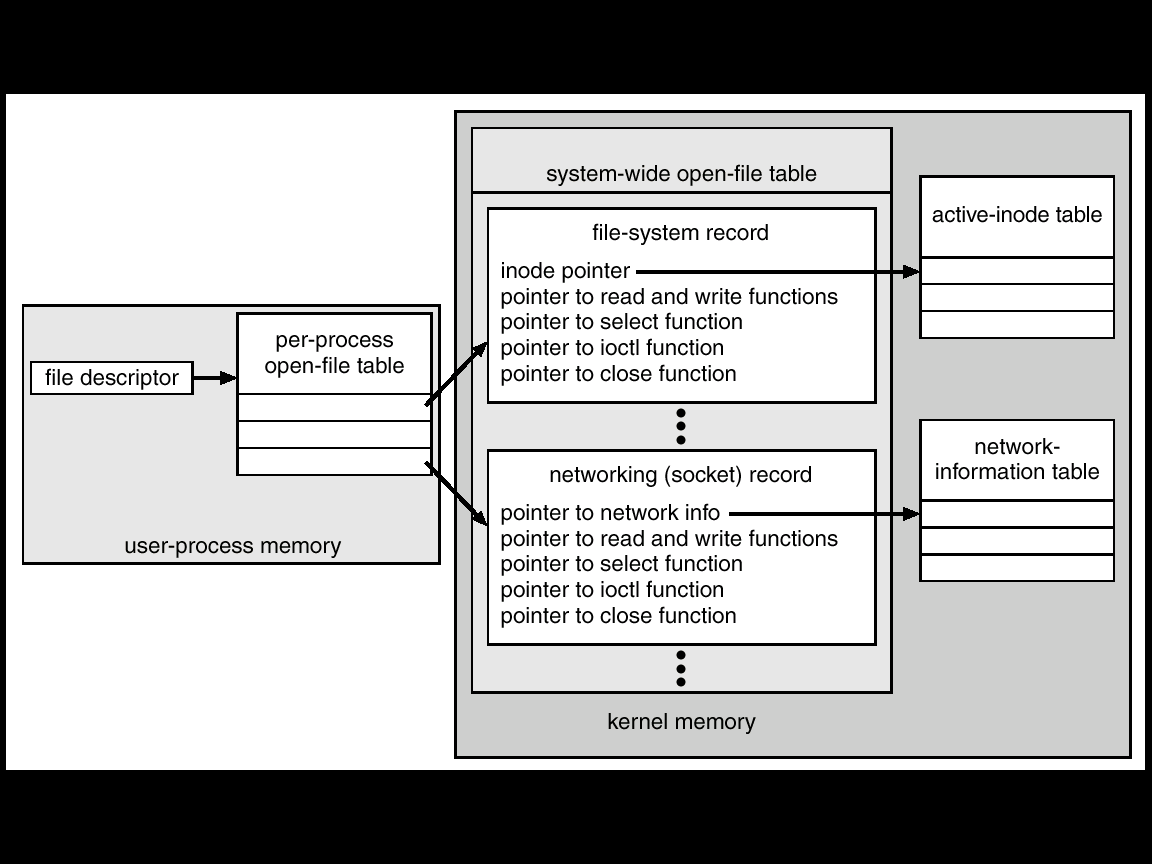 file descriptor
per-process
open-file table
user-process memory
system-wide open-file table
file-system record
inode pointer
pointer to read and write functions
pointer to select function
pointer to ioctl function
pointer to close function
networking (socket) record
pointer to network info
pointer to read and write functions
pointer to select function
pointer to ioctl function
pointer to close function
kernel memory
active-inode table
network-
information table